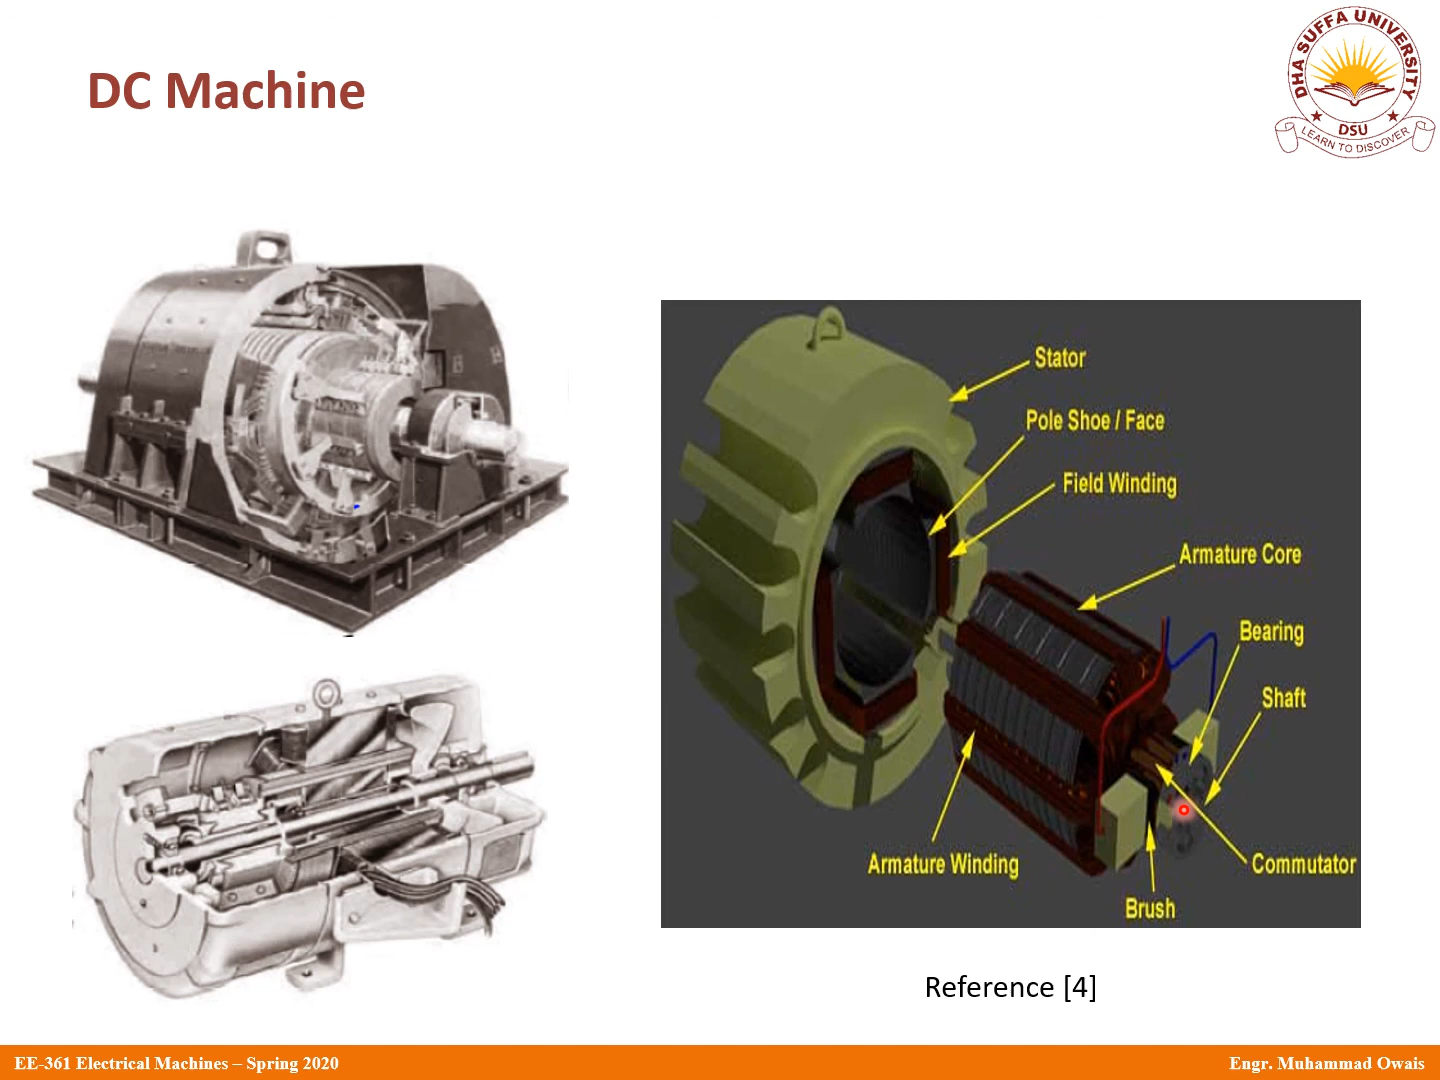 DC Machine
DHA SUFFA UNIVERSITY
DSU
LEARN TO DISCOVER
Stator
Pole Shoe / Face
Field Winding
Armature Core
Bearing
Shaft
Armature Winding
Commutator
Brush
Reference [4]
EE-361 Electrical Machines – Spring 2020
Engr. Muhammad Owais